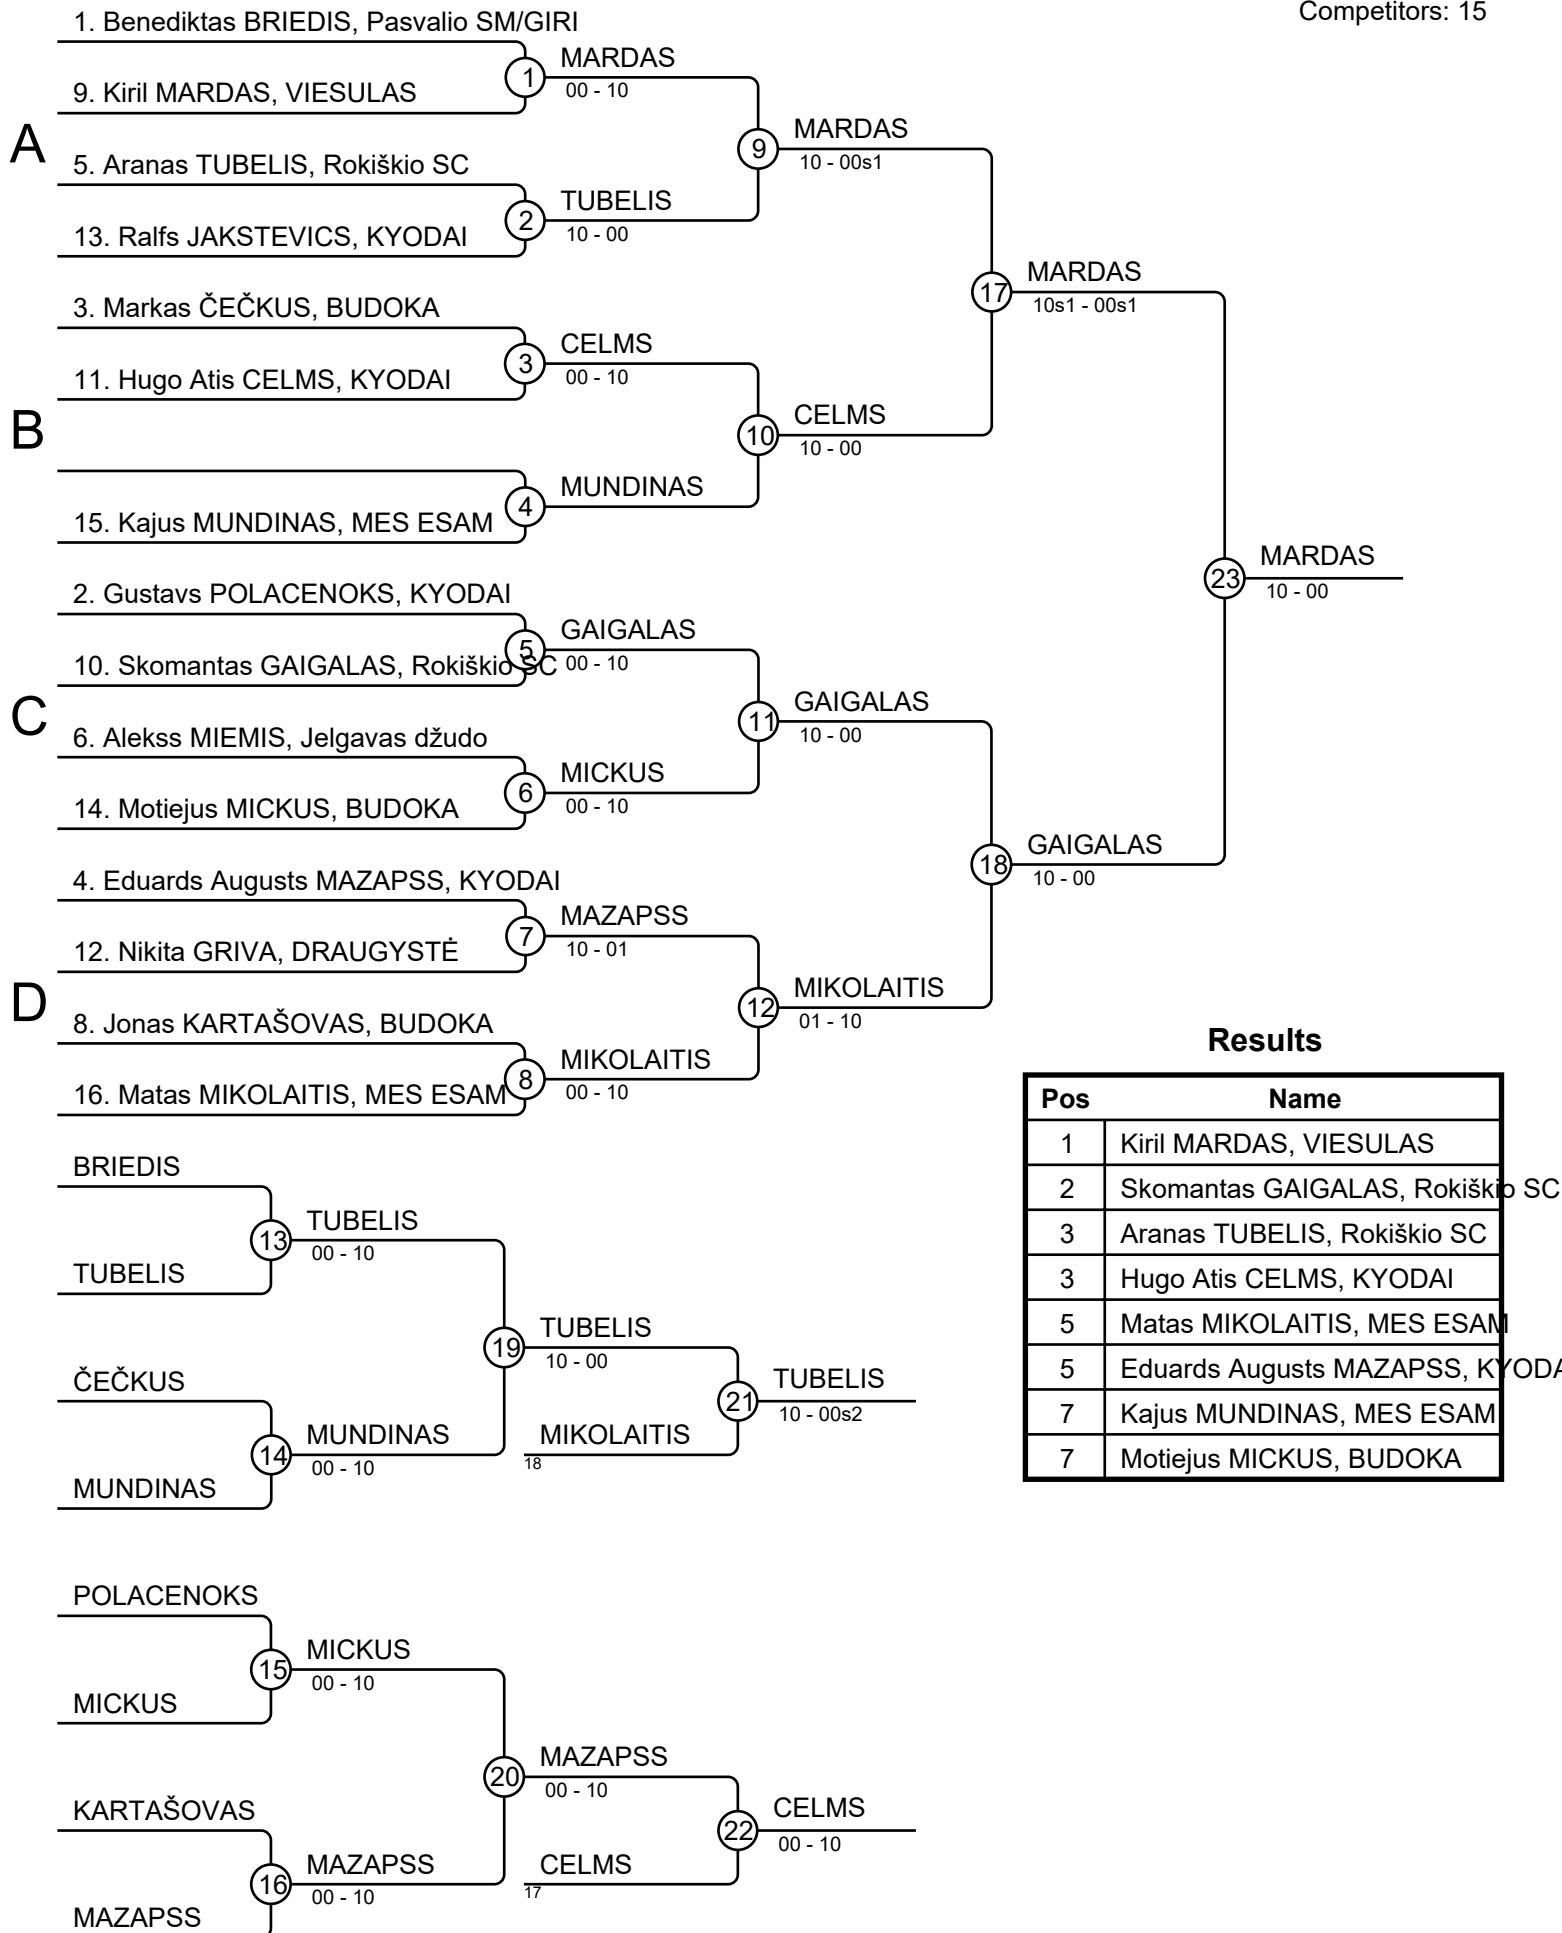 Competitors: 15
1. Benediktas BRIEDIS, Pasvalio SM/GIRI
9. Kiril MARDAS, VIESULAS
1
MARDAS
00 - 10
A
5. Aranas TUBELIS, Rokiškio SC
13. Ralfs JAKSTEVICS, KYODAI
2
TUBELIS
10 - 00
9
MARDAS
10 - 00s1
3. Markas ČEČKUS, BUDOKA
11. Hugo Atis CELMS, KYODAI
3
CELMS
00 - 10
B
15. Kajus MUNDINAS, MES ESAM
4
MUNDINAS
10
CELMS
10 - 00
17
MARDAS
10s1 - 00s1
2. Gustavs POLACENOKS, KYODAI
10. Skomantas GAIGALAS, Rokiškio SC
5
GAIGALAS
00 - 10
C
6. Alekss MIEMIS, Jelgavas džudo
14. Motiejus MICKUS, BUDOKA
6
MICKUS
00 - 10
11
GAIGALAS
10 - 00
4. Eduards Augusts MAZAPSS, KYODAI
12. Nikita GRIVA, DRAUGYSTĖ
7
MAZAPSS
10 - 01
D
8. Jonas KARTAŠOVAS, BUDOKA
16. Matas MIKOLAITIS, MES ESAM
8
MIKOLAITIS
00 - 10
12
MIKOLAITIS
01 - 10
18
GAIGALAS
10 - 00
23
MARDAS
10 - 00
BRIEDIS
TUBELIS
13
TUBELIS
00 - 10
ČEČKUS
MUNDINAS
14
MUNDINAS
00 - 10
19
TUBELIS
10 - 00
MIKOLAITIS
18
21
TUBELIS
10 - 00s2
POLACENOKS
MICKUS
15
MICKUS
00 - 10
KARTAŠOVAS
MAZAPSS
16
MAZAPSS
00 - 10
20
MAZAPSS
00 - 10
CELMS
17
22
CELMS
00 - 10
Results
Pos Name
1 Kiril MARDAS, VIESULAS
2 Skomantas GAIGALAS, Rokiškio SC
3 Aranas TUBELIS, Rokiškio SC
3 Hugo Atis CELMS, KYODAI
5 Matas MIKOLAITIS, MES ESAM
5 Eduards Augusts MAZAPSS, KYODA
7 Kajus MUNDINAS, MES ESAM
7 Motiejus MICKUS, BUDOKA